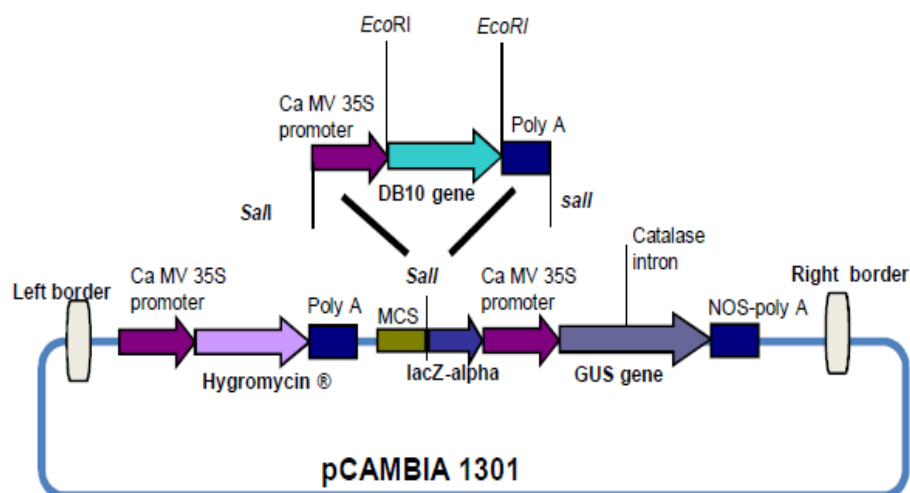 EcoRI
EcoRI
Ca MV 35S
promoter
Poly A
DB10 gene
SalI
salI
Catalase
intron
SalI
Ca MV 35S
promoter
Right border
Left border
Ca MV 35S
promoter
Poly A
MCS
NOS-poly A
Hygromycin ®
lacZ-alpha
GUS gene
pCAMBIA 1301